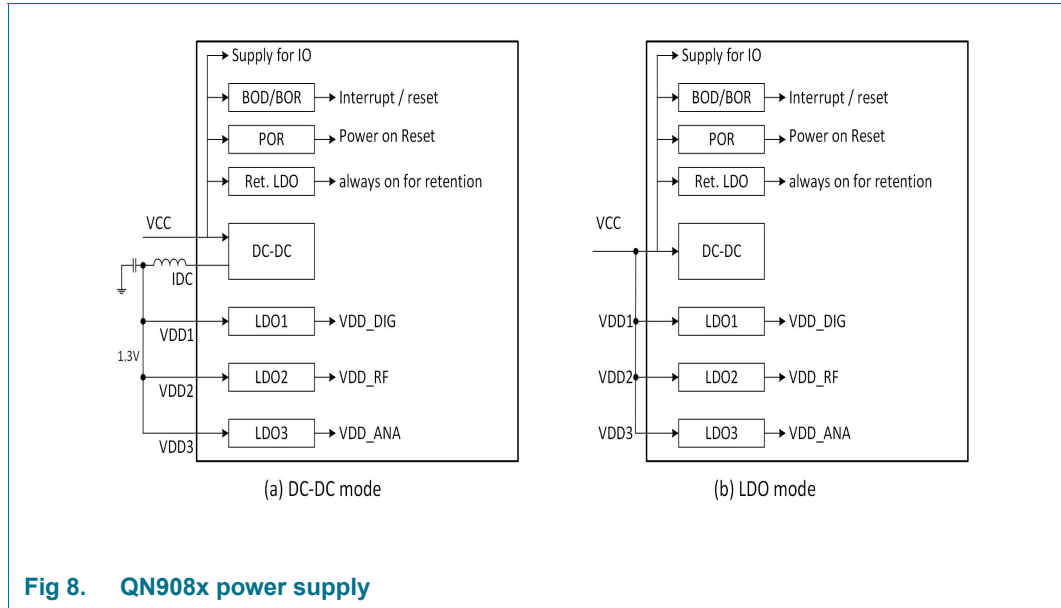 Supply for IO
BOD/BOR
Interrupt / reset
POR
Power on Reset
Ret. LDO
always on for retention
VCC
DC-DC
IDC
LDO1
VDD_DIG
VDD1
1.3V
LDO2
VDD_RF
VDD2
LDO3
VDD_ANA
VDD3
(a) DC-DC mode
Supply for IO
BOD/BOR
Interrupt / reset
POR
Power on Reset
Ret. LDO
always on for retention
VCC
DC-DC
VDD1
LDO1
VDD_DIG
VDD2
LDO2
VDD_RF
VDD3
LDO3
VDD_ANA
(b) LDO mode
Fig 8. QN908x power supply